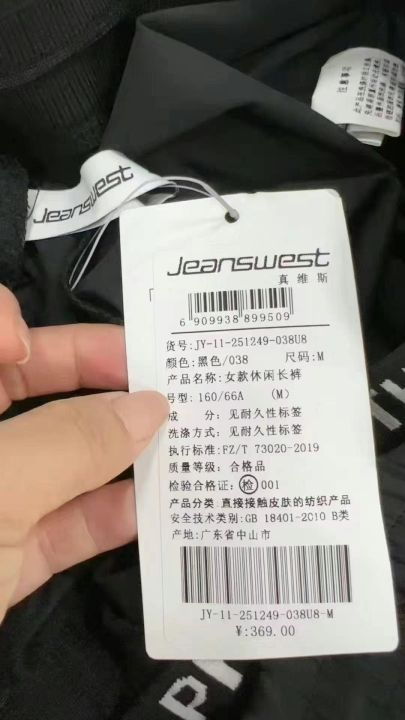 注意事项
Jeanswest
Jeanswest
真维斯
6 909938 899509
货号:JY-11-251249-038U8
颜色:黑色/038 尺码:M
产品名称:女款休闲长裤
号型:160/66A (M)
成 分:见耐久性标签
洗涤方式:见耐久性标签
执行标准:FZ/T 73020-2019
质量等级:合格品
检验合格证:检 001
产品分类:直接接触皮肤的纺织产品
安全技术类别:GB 18401-2010 B类
产地:广东省中山市
JY-11-251249-038U8-M
¥:369.00